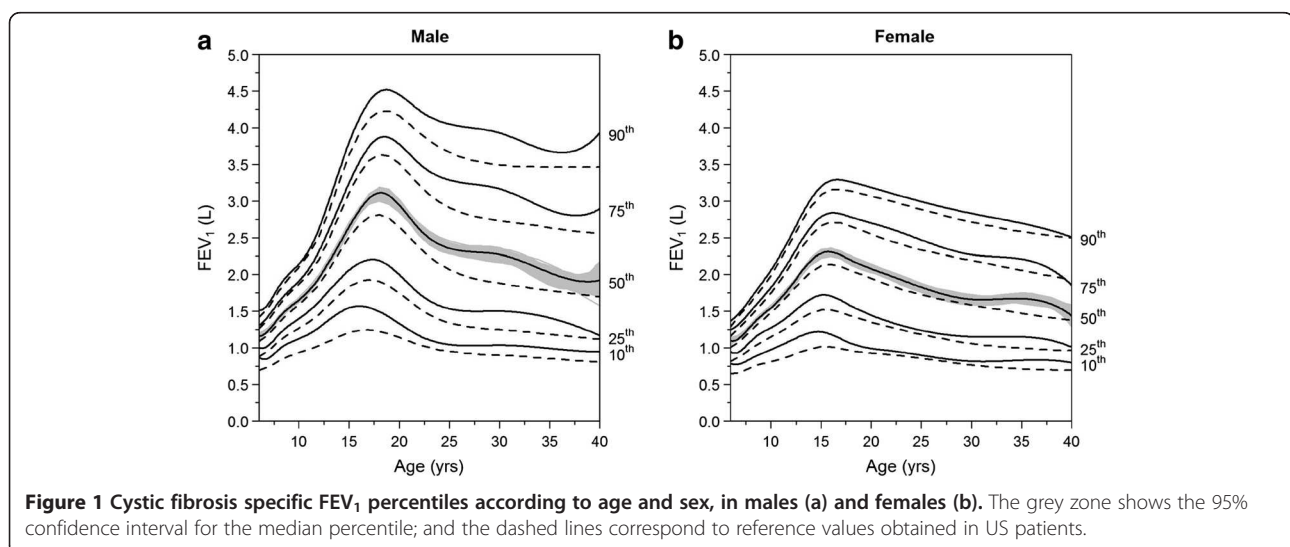 a
Male
5.0
4.5
4.0
3.5
3.0
2.5
2.0
1.5
1.0
0.5
0.0
FEV₁ (L)
90th
75th
50th
25th
10th
10 15 20 25 30 35 40
Age (yrs)
b
Female
5.0
4.5
4.0
3.5
3.0
2.5
2.0
1.5
1.0
0.5
0.0
FEV₁ (L)
90th
75th
50th
25th
10th
10 15 20 25 30 35 40
Age (yrs)
Figure 1 Cystic fibrosis specific FEV₁ percentiles according to age and sex, in males (a) and females (b). The grey zone shows the 95%
confidence interval for the median percentile; and the dashed lines correspond to reference values obtained in US patients.